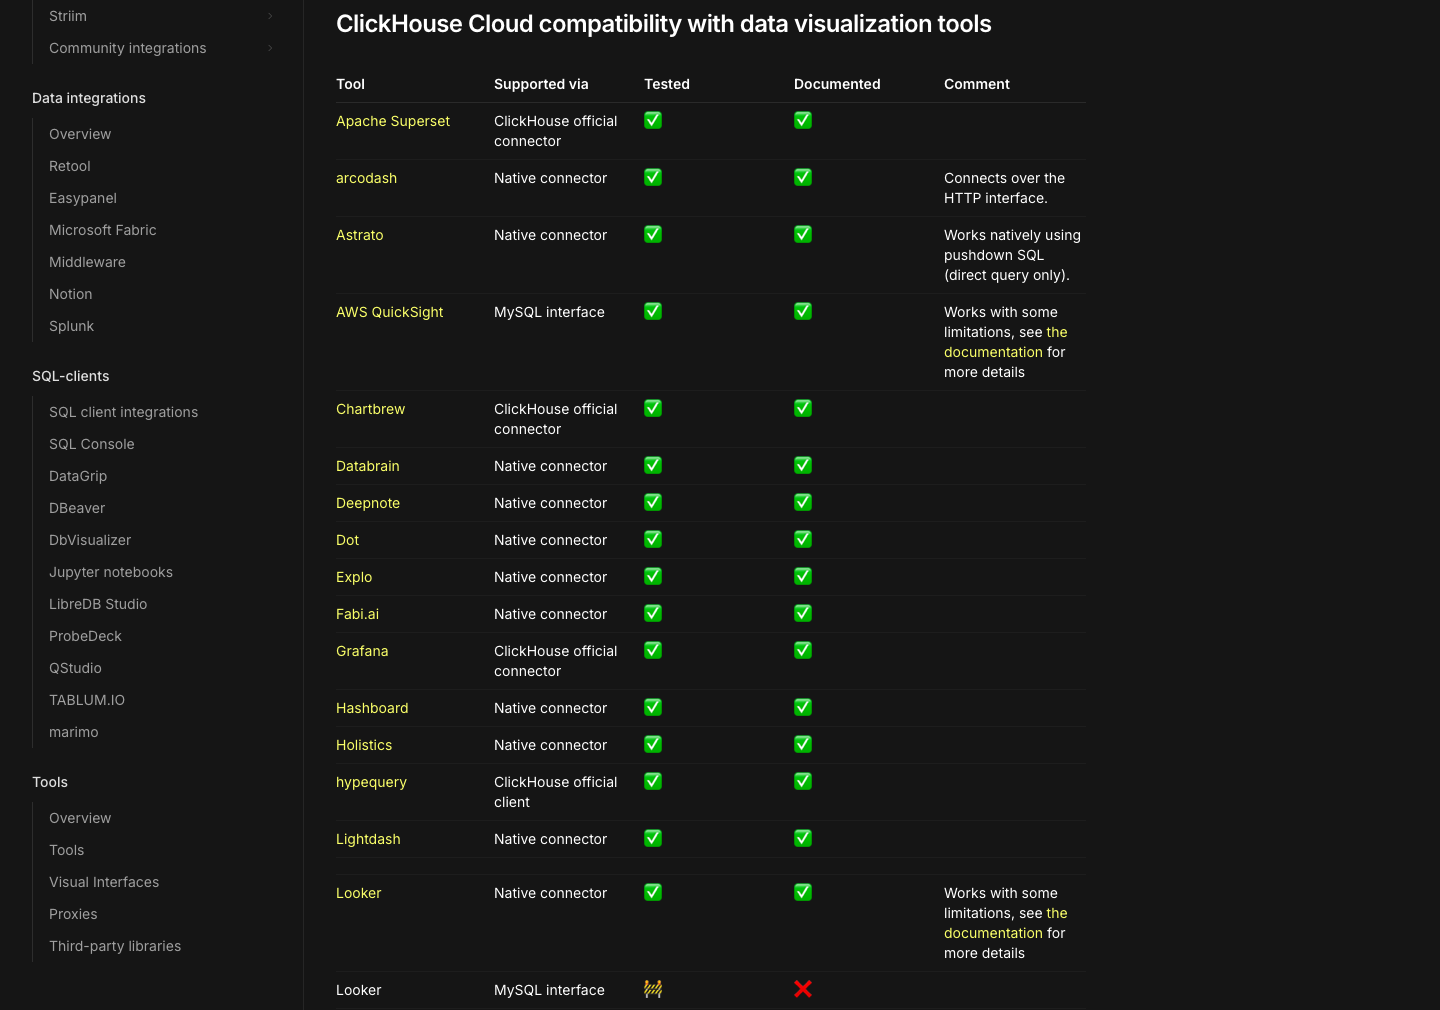 Striim
Community integrations
Data integrations
Overview
Retool
Easypanel
Microsoft Fabric
Middleware
Notion
Splunk
SQL-clients
SQL client integrations
SQL Console
DataGrip
DBeaver
DbVisualizer
Jupyter notebooks
LibreDB Studio
ProbeDeck
QStudio
TABLUM.IO
marimo
Tools
Overview
Tools
Visual Interfaces
Proxies
Third-party libraries
ClickHouse Cloud compatibility with data visualization tools
Tool Supported via Tested Documented Comment
Apache Superset ClickHouse official ✅ ✅
connector
arcodash Native connector ✅ ✅ Connects over the
HTTP interface.
Astrato Native connector ✅ ✅ Works natively using
pushdown SQL
(direct query only).
AWS QuickSight MySQL interface ✅ ✅ Works with some
limitations, see the
documentation for
more details
Chartbrew ClickHouse official ✅ ✅
connector
Databrain Native connector ✅ ✅
Deepnote Native connector ✅ ✅
Dot Native connector ✅ ✅
Explo Native connector ✅ ✅
Fabi.ai Native connector ✅ ✅
Grafana ClickHouse official ✅ ✅
connector
Hashboard Native connector ✅ ✅
Holistics Native connector ✅ ✅
hypequery ClickHouse official ✅ ✅
client
Lightdash Native connector ✅ ✅
Looker Native connector ✅ ✅ Works with some
limitations, see the
documentation for
more details
Looker MySQL interface 🚧 ❌